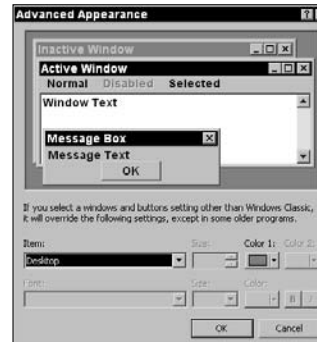 Advanced Appearance
Inactive Window
Active Window
Normal Disabled Selected
Window Text
Message Box
Message Text
OK
If you select a windows and buttons setting other than Windows Classic,
it will override the following settings, except in some older programs.
Item: Size: Color 1: Color 2:
Desktop
Font: Size: Color:
B I
OK Cancel